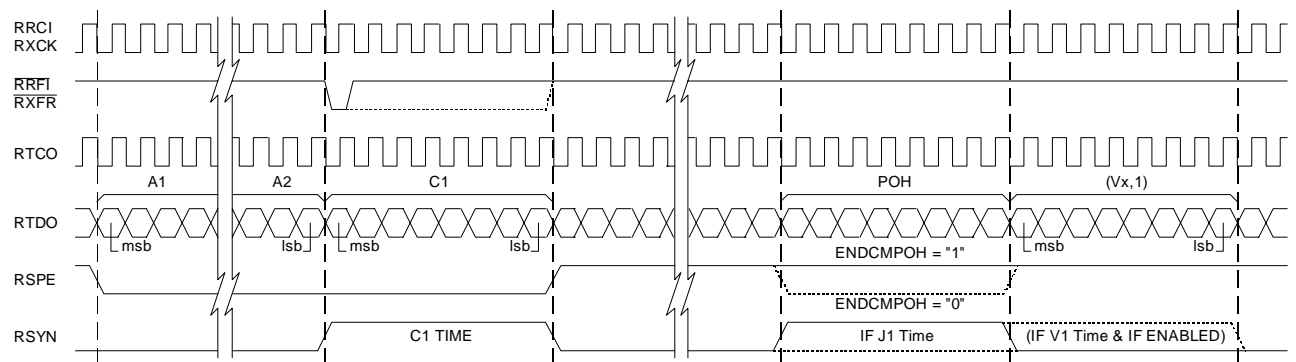 RRCI
RXCK
RRFI
RXFR
RTCO
A1 A2 C1 POH (Vx,1)
RTDO
msb lsb msb lsb msb lsb
ENDCMPOH = "1"
RSPE
ENDCMPOH = "0"
RSYN C1 TIME IF J1 Time (IF V1 Time & IF ENABLED)